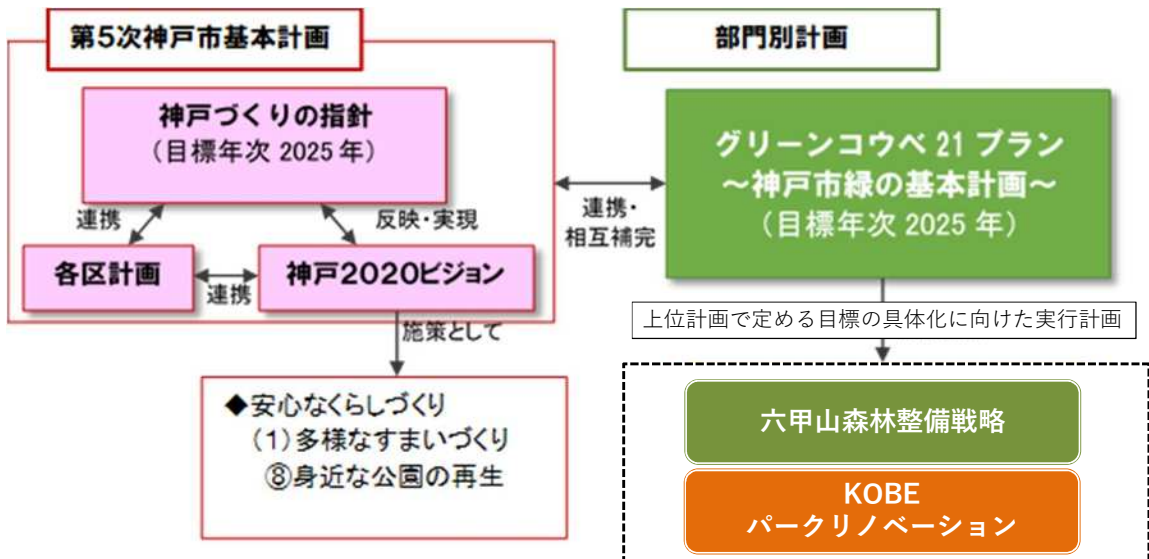 第5次神戸市基本計画
神戸づくりの指針
(目標年次 2025 年)
連携
反映・実現
各区計画
連携
神戸2020ビジョン
施策として
◆安心なくらしづくり
(1)多様なすまいづくり
⑧身近な公園の再生
連携・
相互補完
部門別計画
グリーンコウベ 21 プラン
~神戸市緑の基本計画~
(目標年次 2025 年)
上位計画で定める目標の具体化に向けた実行計画
六甲山森林整備戦略
KOBE
パークリノベーション